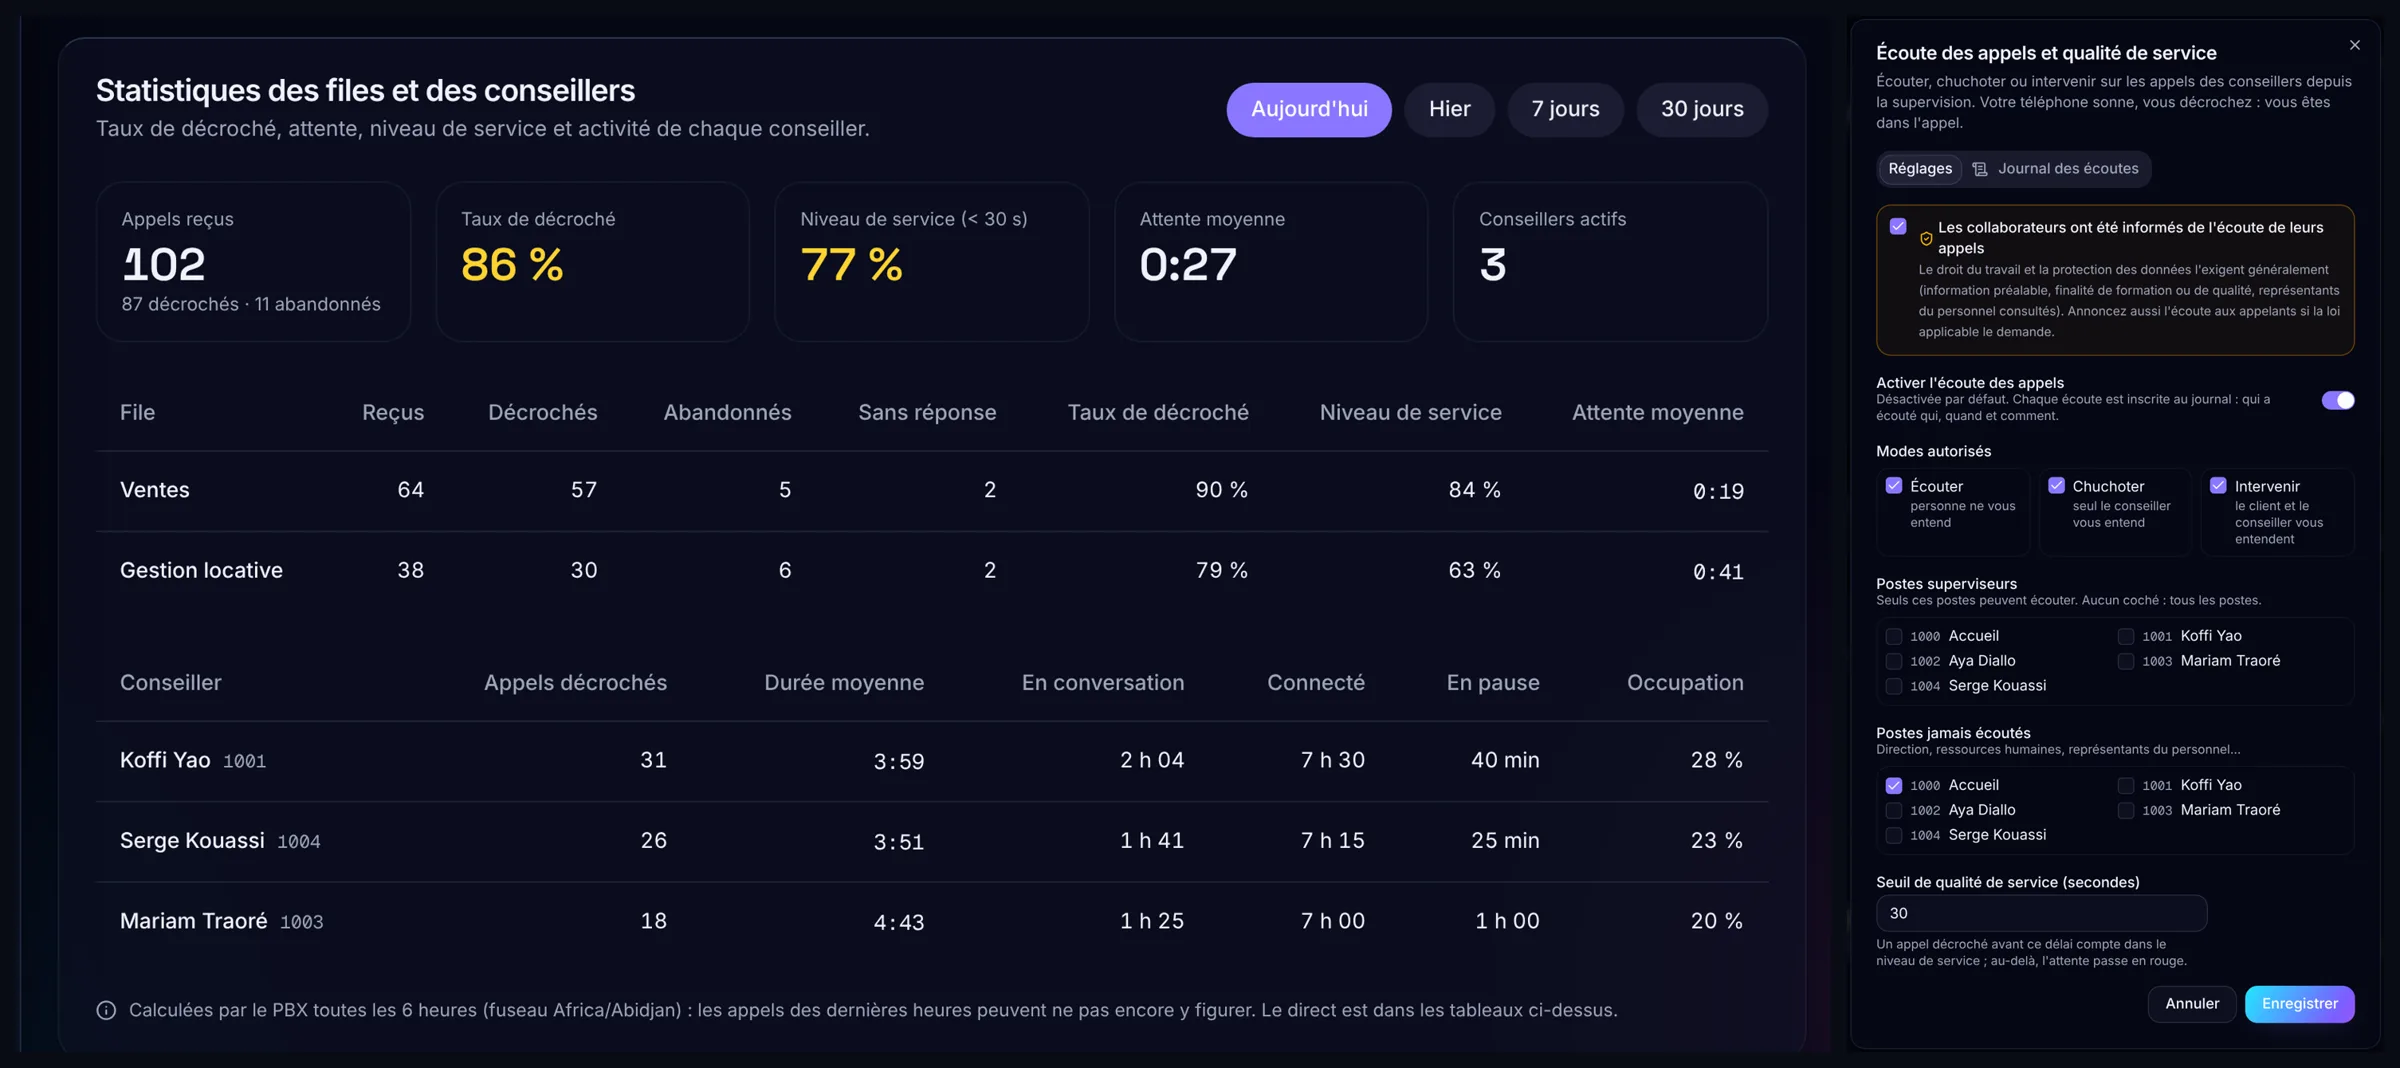 Statistiques des files et des conseillers
Taux de décroché, attente, niveau de service et activité de chaque conseiller.
Aujourd'hui Hier 7 jours 30 jours
Appels reçus
102
87 décrochés · 11 abandonnés
Taux de décroché
86 %
Niveau de service (< 30 s)
77 %
Attente moyenne
0:27
Conseillers actifs
3
File Reçus Décrochés Abandonnés Sans réponse Taux de décroché Niveau de service Attente moyenne
Ventes 64 57 5 2 90 % 84 % 0:19
Gestion locative 38 30 6 2 79 % 63 % 0:41
Conseiller Appels décrochés Durée moyenne En conversation Connecté En pause Occupation
Koffi Yao 1001 31 3:59 2 h 04 7 h 30 40 min 28 %
Serge Kouassi 1004 26 3:51 1 h 41 7 h 15 25 min 23 %
Mariam Traoré 1003 18 4:43 1 h 25 7 h 00 1 h 00 20 %
Calculées par le PBX toutes les 6 heures (fuseau Africa/Abidjan) : les appels des dernières heures peuvent ne pas encore y figurer. Le direct est dans les tableaux ci-dessus.
Écoute des appels et qualité de service
Écouter, chuchoter ou intervenir sur les appels des conseillers depuis
la supervision. Votre téléphone sonne, vous décrochez : vous êtes
dans l'appel.
Réglages Journal des écoutes
Les collaborateurs ont été informés de l'écoute de leurs
appels
Le droit du travail et la protection des données l'exigent généralement
(information préalable, finalité de formation ou de qualité, représentants
du personnel consultés). Annoncez aussi l'écoute aux appelants si la loi
applicable le demande.
Activer l'écoute des appels
Désactivée par défaut. Chaque écoute est inscrite au journal : qui a
écouté qui, quand et comment.
Modes autorisés
Écouter
personne ne vous
entend
Chuchoter
seul le conseiller
vous entend
Intervenir
le client et le
conseiller vous
entendent
Postes superviseurs
Seuls ces postes peuvent écouter. Aucun coché : tous les postes.
1000 Accueil 1001 Koffi Yao
1002 Aya Diallo 1003 Mariam Traoré
1004 Serge Kouassi
Postes jamais écoutés
Direction, ressources humaines, représentants du personnel...
1000 Accueil 1001 Koffi Yao
1002 Aya Diallo 1003 Mariam Traoré
1004 Serge Kouassi
Seuil de qualité de service (secondes)
30
Un appel décroché avant ce délai compte dans le
niveau de service ; au-delà, l'attente passe en rouge.
Annuler Enregistrer